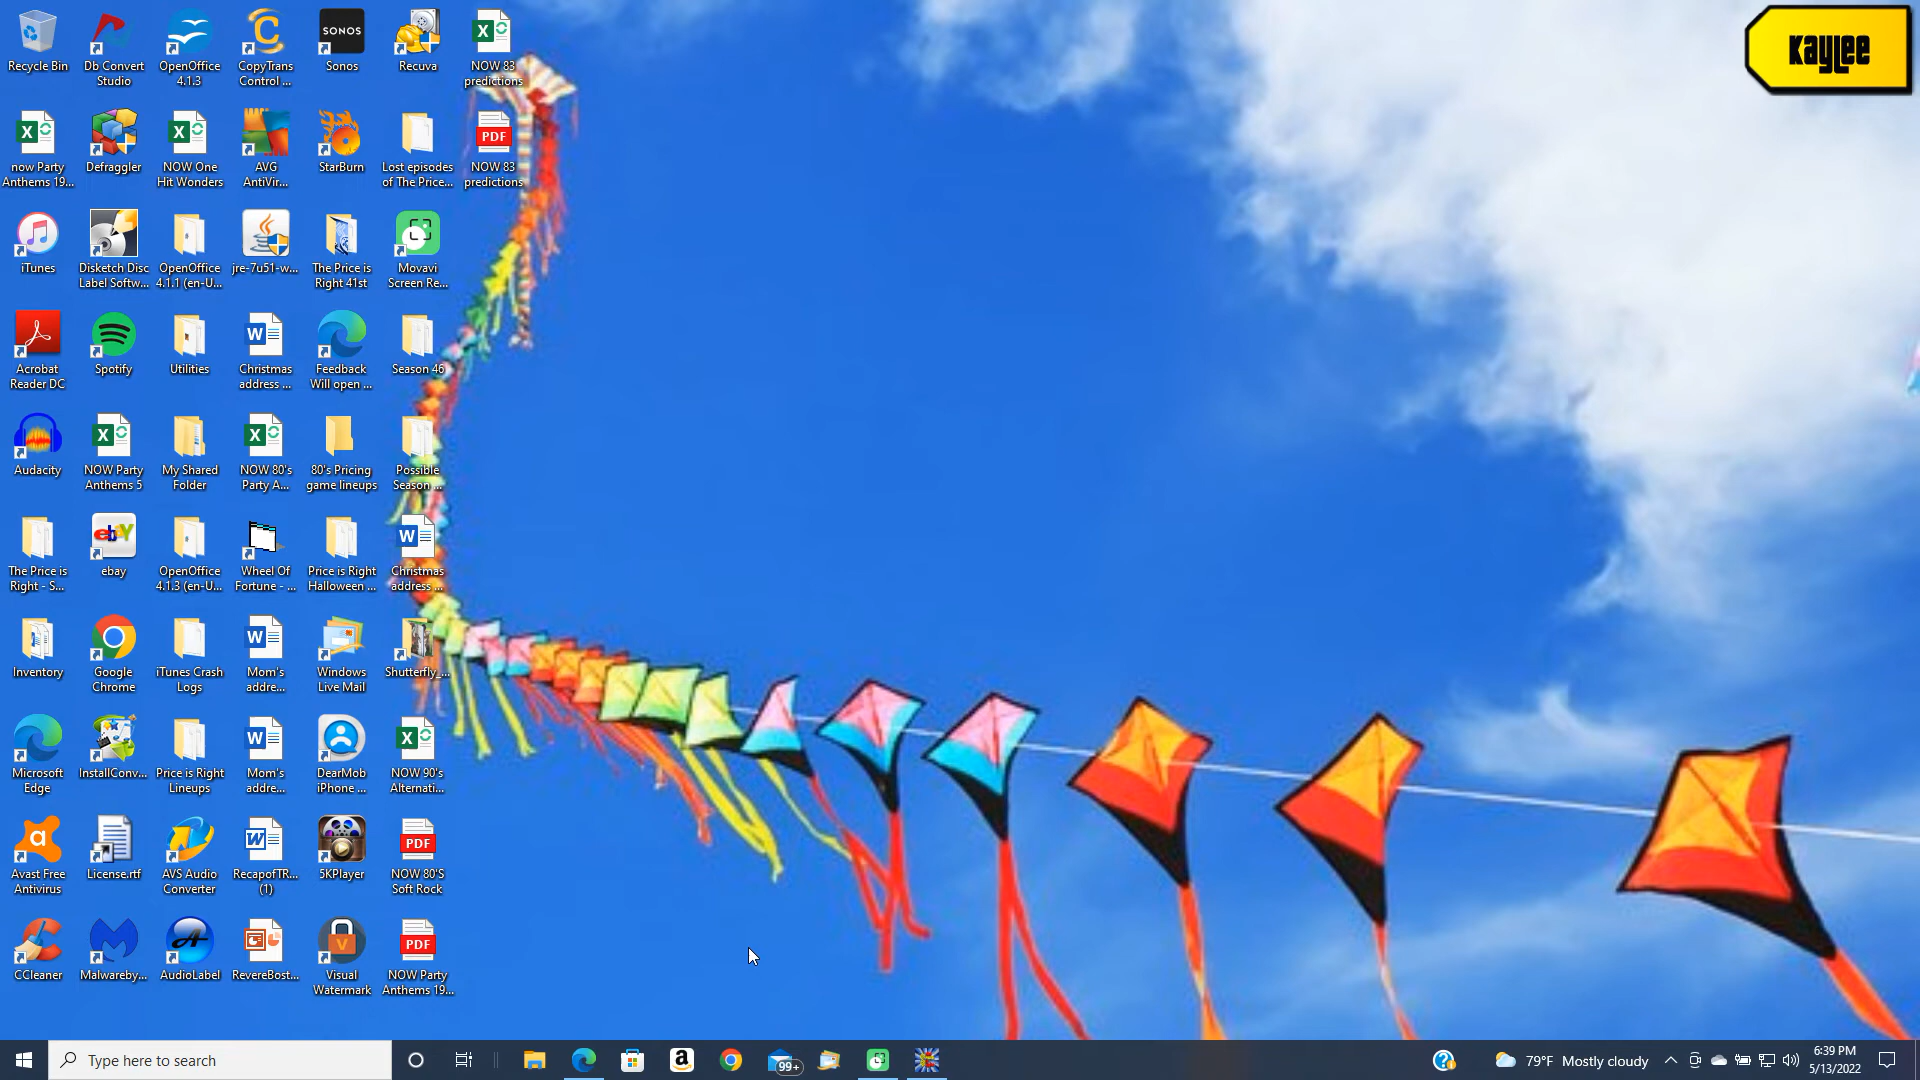 Recycle Bin
Db Convert
Studio
OpenOffice
4.1.3
CopyTrans
Control ...
SONOS
Sonos
Recuva
NOW 83
predictions
KAYLEE
now Party
Anthems 19...
Defraggler
NOW One
Hit Wonders
AVG
AntiVir...
StarBurn
Lost episodes
of The Price...
PDF
NOW 83
predictions
iTunes
Disketch Disc
Label Softw...
OpenOffice
4.1.1 (en-U...
jre-7u51-w...
The Price is
Right 41st
Movavi
Screen Re...
Acrobat
Reader DC
Spotify
Utilities
Christmas
address ...
Feedback
Will open ...
Season 46
Audacity
NOW Party
Anthems 5
My Shared
Folder
NOW 80's
Party A...
80's Pricing
game lineups
Possible
Season ...
The Price is
Right - S...
ebay
ebay
OpenOffice
4.1.3 (en-U...
Wheel Of
Fortune - ...
Price is Right
Halloween ...
Christmas
address ...
Inventory
Google
Chrome
iTunes Crash
Logs
Mom's
addre...
Windows
Live Mail
Shutterfly_...
Microsoft
Edge
InstallConv...
Price is Right
Lineups
Mom's
addre...
DearMob
iPhone ...
NOW 90's
Alternati...
Avast Free
Antivirus
License.rtf
AVS Audio
Converter
RecapofTR...
(1)
5KPlayer
PDF
NOW 80'S
Soft Rock
CCleaner
Malwareby...
AudioLabel
RevereBost...
Visual
Watermark
PDF
NOW Party
Anthems 19...
Type here to search
99+
79°F Mostly cloudy
6:39 PM
5/13/2022